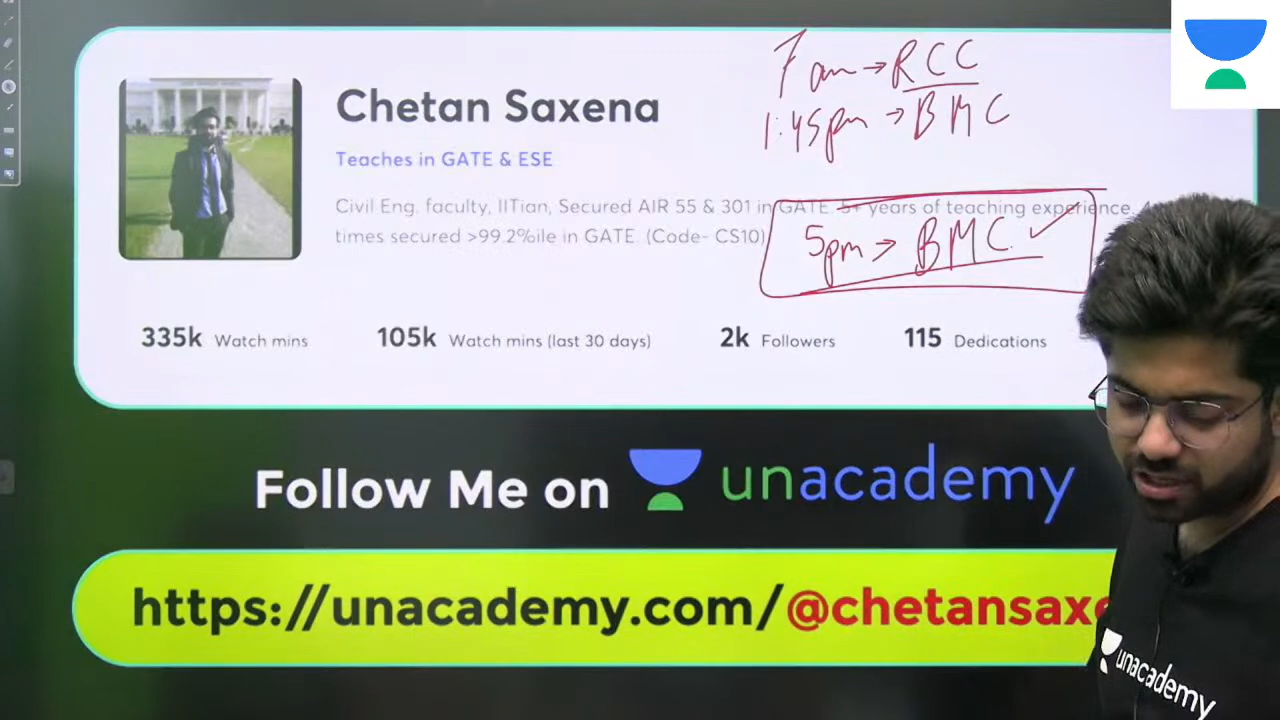 7 am → RCC
1:45pm → BMC
Chetan Saxena
Teaches in GATE & ESE
Civil Eng. faculty, IITian, Secured AIR 55 & 301 in GATE. 5+ years of teaching experience.
times secured >99.2%ile in GATE. (Code- CS10)
5pm → BMC ✓
335k Watch mins
105k Watch mins (last 30 days)
2k Followers
115 Dedications
Follow Me on unacademy
https://unacademy.com/@chetansaxe
unacademy